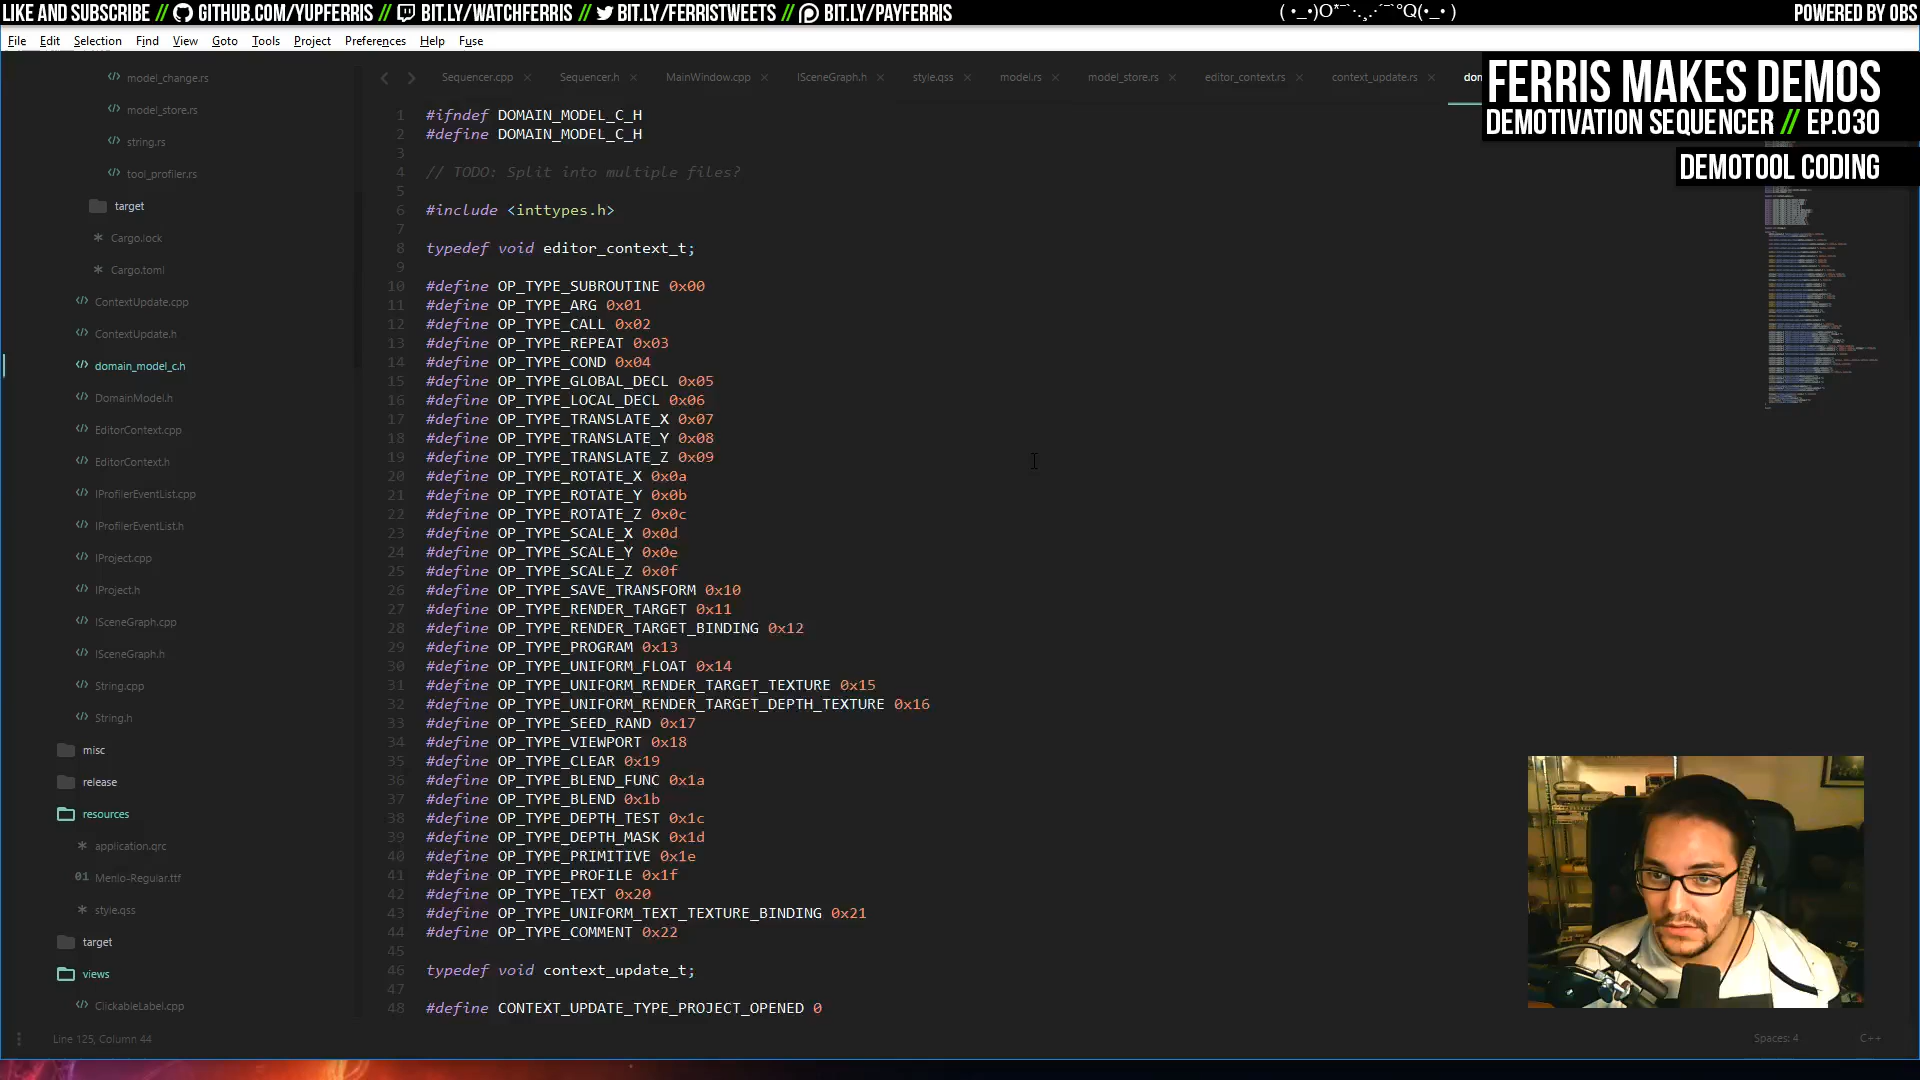 LIKE AND SUBSCRIBE // GITHUB.COM/YUPFERRIS // BIT.LY/WATCHFERRIS // BIT.LY/FERRISTWEETS // BIT.LY/PAYFERRIS
POWERED BY OBS
File Edit Selection Find View Goto Tools Project Preferences Help Fuse
FERRIS MAKES DEMOS
DEMOTIVATION SEQUENCER // EP.030
DEMOTOOL CODING
Sequencer.cpp × Sequencer.h × MainWindow.cpp × ISceneGraph.h × style.qss × model.rs × model_store.rs × editor_context.rs × context_update.rs × don
model_change.rs
model_store.rs
string.rs
tool_profiler.rs
target
Cargo.lock
Cargo.toml
ContextUpdate.cpp
ContextUpdate.h
domain_model_c.h
DomainModel.h
EditorContext.cpp
EditorContext.h
IProfilerEventList.cpp
IProfilerEventList.h
IProject.cpp
IProject.h
ISceneGraph.cpp
ISceneGraph.h
String.cpp
String.h
misc
release
resources
application.qrc
Menlo-Regular.ttf
style.qss
target
views
ClickableLabel.cpp
1 #ifndef DOMAIN_MODEL_C_H
2 #define DOMAIN_MODEL_C_H
3
4 // TODO: Split into multiple files?
5
6 #include <inttypes.h>
7
8 typedef void editor_context_t;
9
10 #define OP_TYPE_SUBROUTINE 0x00
11 #define OP_TYPE_ARG 0x01
12 #define OP_TYPE_CALL 0x02
13 #define OP_TYPE_REPEAT 0x03
14 #define OP_TYPE_COND 0x04
15 #define OP_TYPE_GLOBAL_DECL 0x05
16 #define OP_TYPE_LOCAL_DECL 0x06
17 #define OP_TYPE_TRANSLATE_X 0x07
18 #define OP_TYPE_TRANSLATE_Y 0x08
19 #define OP_TYPE_TRANSLATE_Z 0x09
20 #define OP_TYPE_ROTATE_X 0x0a
21 #define OP_TYPE_ROTATE_Y 0x0b
22 #define OP_TYPE_ROTATE_Z 0x0c
23 #define OP_TYPE_SCALE_X 0x0d
24 #define OP_TYPE_SCALE_Y 0x0e
25 #define OP_TYPE_SCALE_Z 0x0f
26 #define OP_TYPE_SAVE_TRANSFORM 0x10
27 #define OP_TYPE_RENDER_TARGET 0x11
28 #define OP_TYPE_RENDER_TARGET_BINDING 0x12
29 #define OP_TYPE_PROGRAM 0x13
30 #define OP_TYPE_UNIFORM_FLOAT 0x14
31 #define OP_TYPE_UNIFORM_RENDER_TARGET_TEXTURE 0x15
32 #define OP_TYPE_UNIFORM_RENDER_TARGET_DEPTH_TEXTURE 0x16
33 #define OP_TYPE_SEED_RAND 0x17
34 #define OP_TYPE_VIEWPORT 0x18
35 #define OP_TYPE_CLEAR 0x19
36 #define OP_TYPE_BLEND_FUNC 0x1a
37 #define OP_TYPE_BLEND 0x1b
38 #define OP_TYPE_DEPTH_TEST 0x1c
39 #define OP_TYPE_DEPTH_MASK 0x1d
40 #define OP_TYPE_PRIMITIVE 0x1e
41 #define OP_TYPE_PROFILE 0x1f
42 #define OP_TYPE_TEXT 0x20
43 #define OP_TYPE_UNIFORM_TEXT_TEXTURE_BINDING 0x21
44 #define OP_TYPE_COMMENT 0x22
45
46 typedef void context_update_t;
47
48 #define CONTEXT_UPDATE_TYPE_PROJECT_OPENED 0
Line 125, Column 44
Spaces: 4
C++